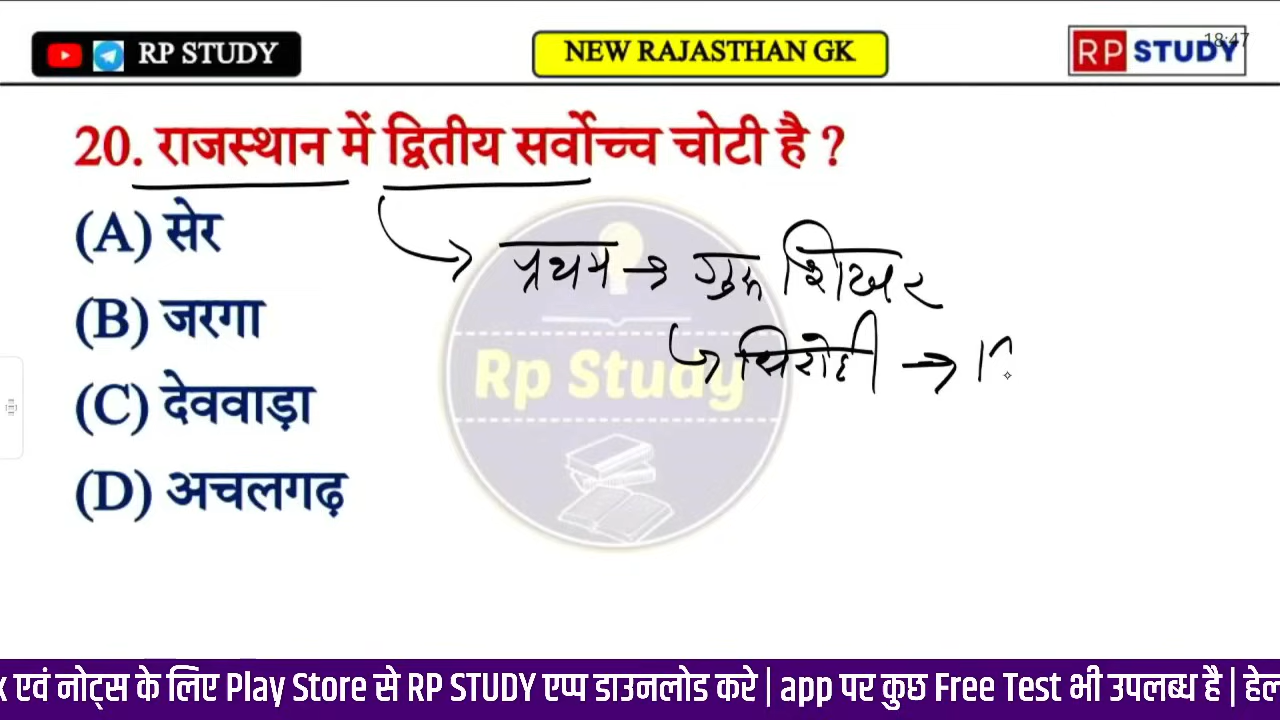 RP STUDY
NEW RAJASTHAN GK
RP STUDY
18:47
20. राजस्थान में द्वितीय सर्वोच्च चोटी है ?
(A) सेर
(B) जरगा
(C) देववाड़ा
(D) अचलगढ़
प्रथम → गुरु शिखर
↳ सिरोही →
Rp Study
एवं नोट्स के लिए Play Store से RP STUDY एप्प डाउनलोड करे | app पर कुछ Free Test भी उपलब्ध है |